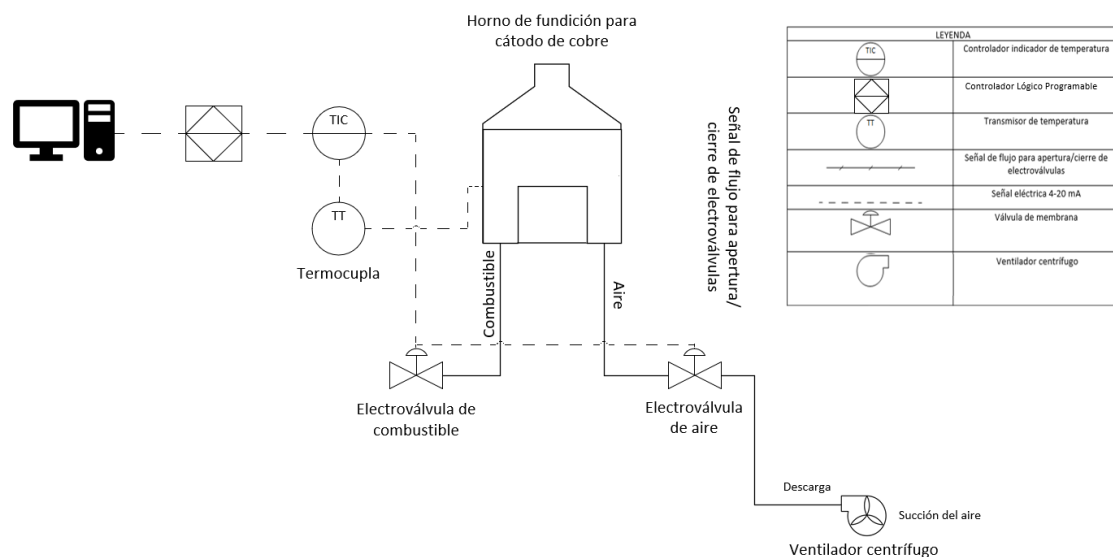 Horno de fundición para
cátodo de cobre
TIC
TT
Termocupla
Combustible
Aire
Señal de flujo para apertura/
cierre de electroválvulas
Electroválvula de
combustible
Electroválvula
de aire
Descarga
Succión del aire
Ventilador centrífugo
LEYENDA
TIC
Controlador indicador de temperatura
Controlador Lógico Programable
TT
Transmisor de temperatura
Señal de flujo para apertura/cierre de
electroválvulas
Señal eléctrica 4-20 mA
Válvula de membrana
Ventilador centrífugo